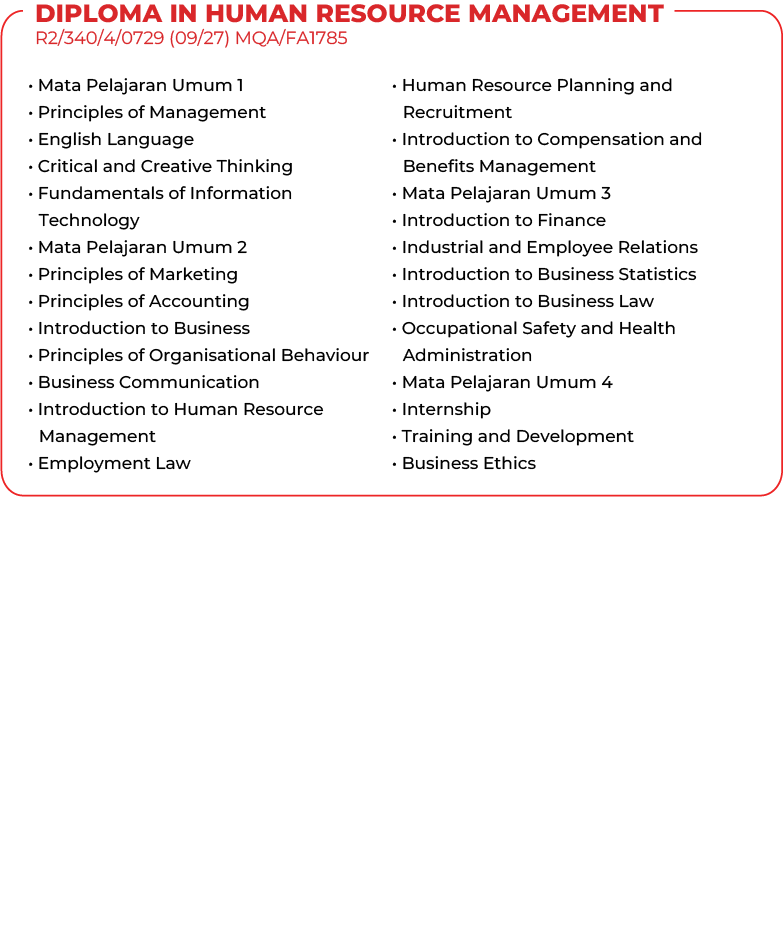 DIPLOMA IN HUMAN RESOURCE MANAGEMENT
R2/340/4/0729 (09/27) MQA/FA1785
• Mata Pelajaran Umum 1
• Principles of Management
• English Language
• Critical and Creative Thinking
• Fundamentals of Information
Technology
• Mata Pelajaran Umum 2
• Principles of Marketing
• Principles of Accounting
• Introduction to Business
• Principles of Organisational Behaviour
• Business Communication
• Introduction to Human Resource
Management
• Employment Law
• Human Resource Planning and
Recruitment
• Introduction to Compensation and
Benefits Management
• Mata Pelajaran Umum 3
• Introduction to Finance
• Industrial and Employee Relations
• Introduction to Business Statistics
• Introduction to Business Law
• Occupational Safety and Health
Administration
• Mata Pelajaran Umum 4
• Internship
• Training and Development
• Business Ethics